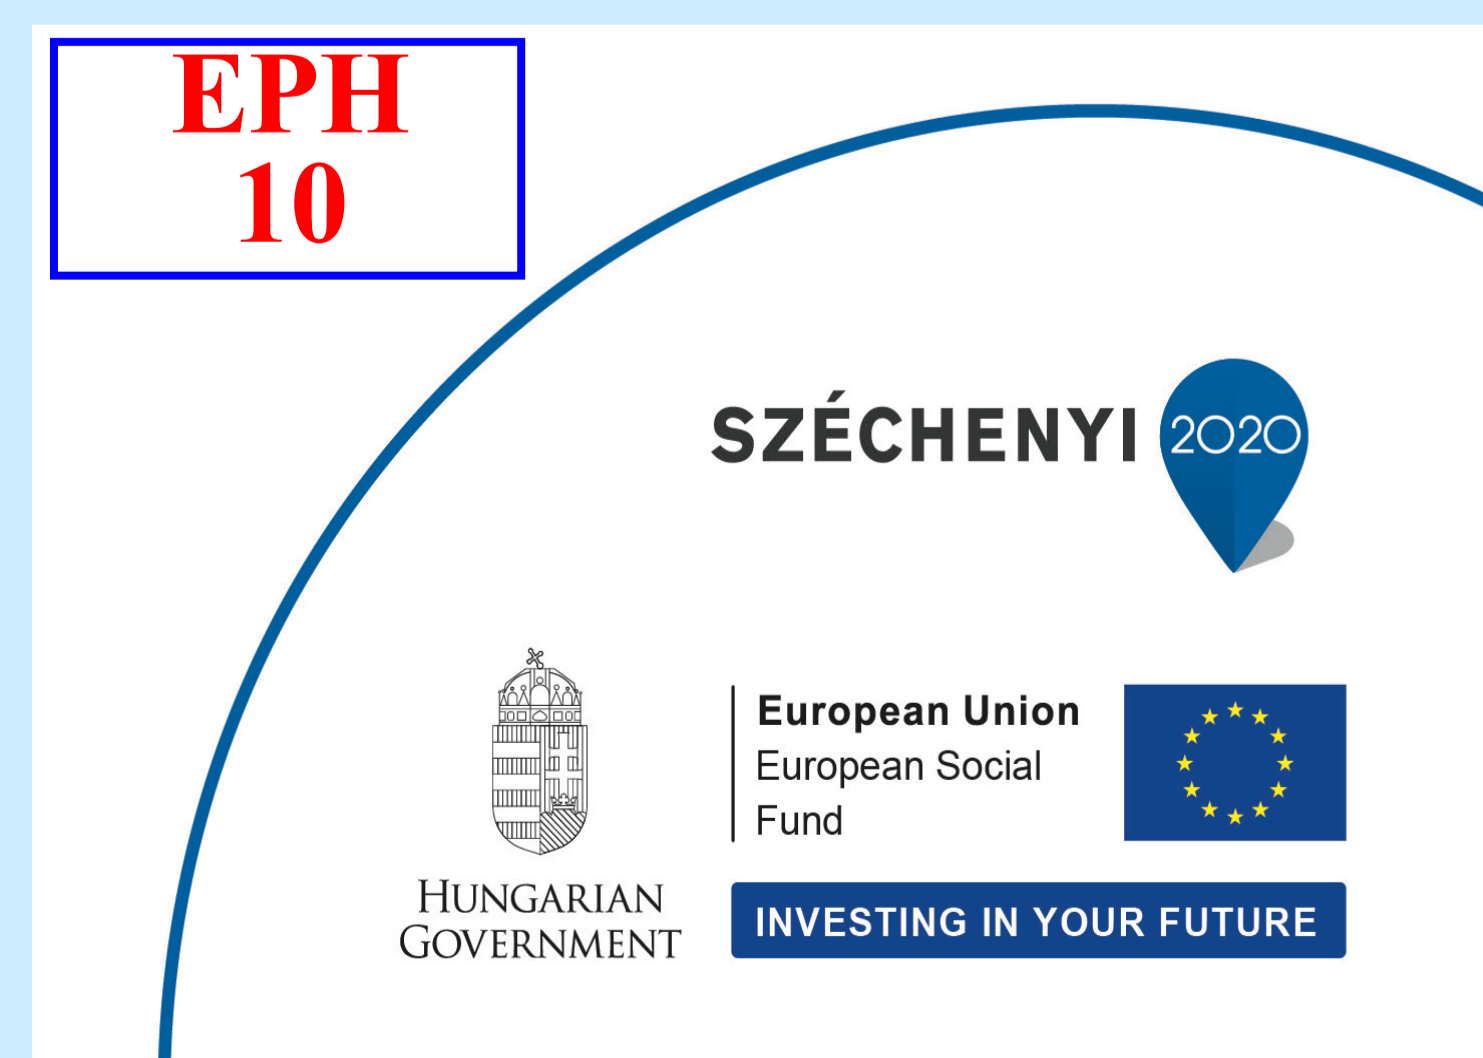 EPH
10
SZÉCHENYI 2020
European Union
European Social
Fund
HUNGARIAN
GOVERNMENT
INVESTING IN YOUR FUTURE